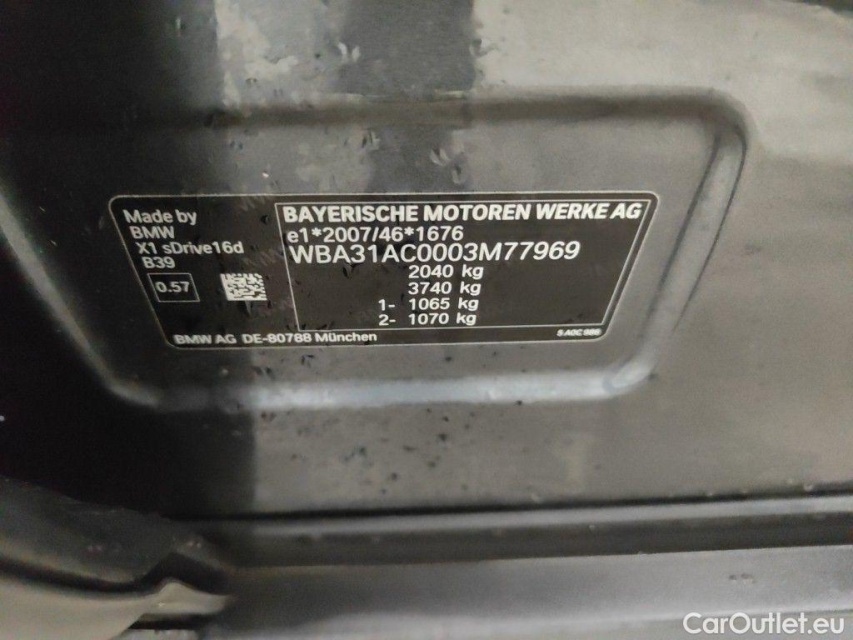 Made by
BMW
X1 sDrive16d
B39
0.57
BAYERISCHE MOTOREN WERKE AG
e1*2007/46*1676
WBA31AC0003M77969
2040 kg
3740 kg
1- 1065 kg
2- 1070 kg
BMW AG DE-80788 München
CarOutlet.eu